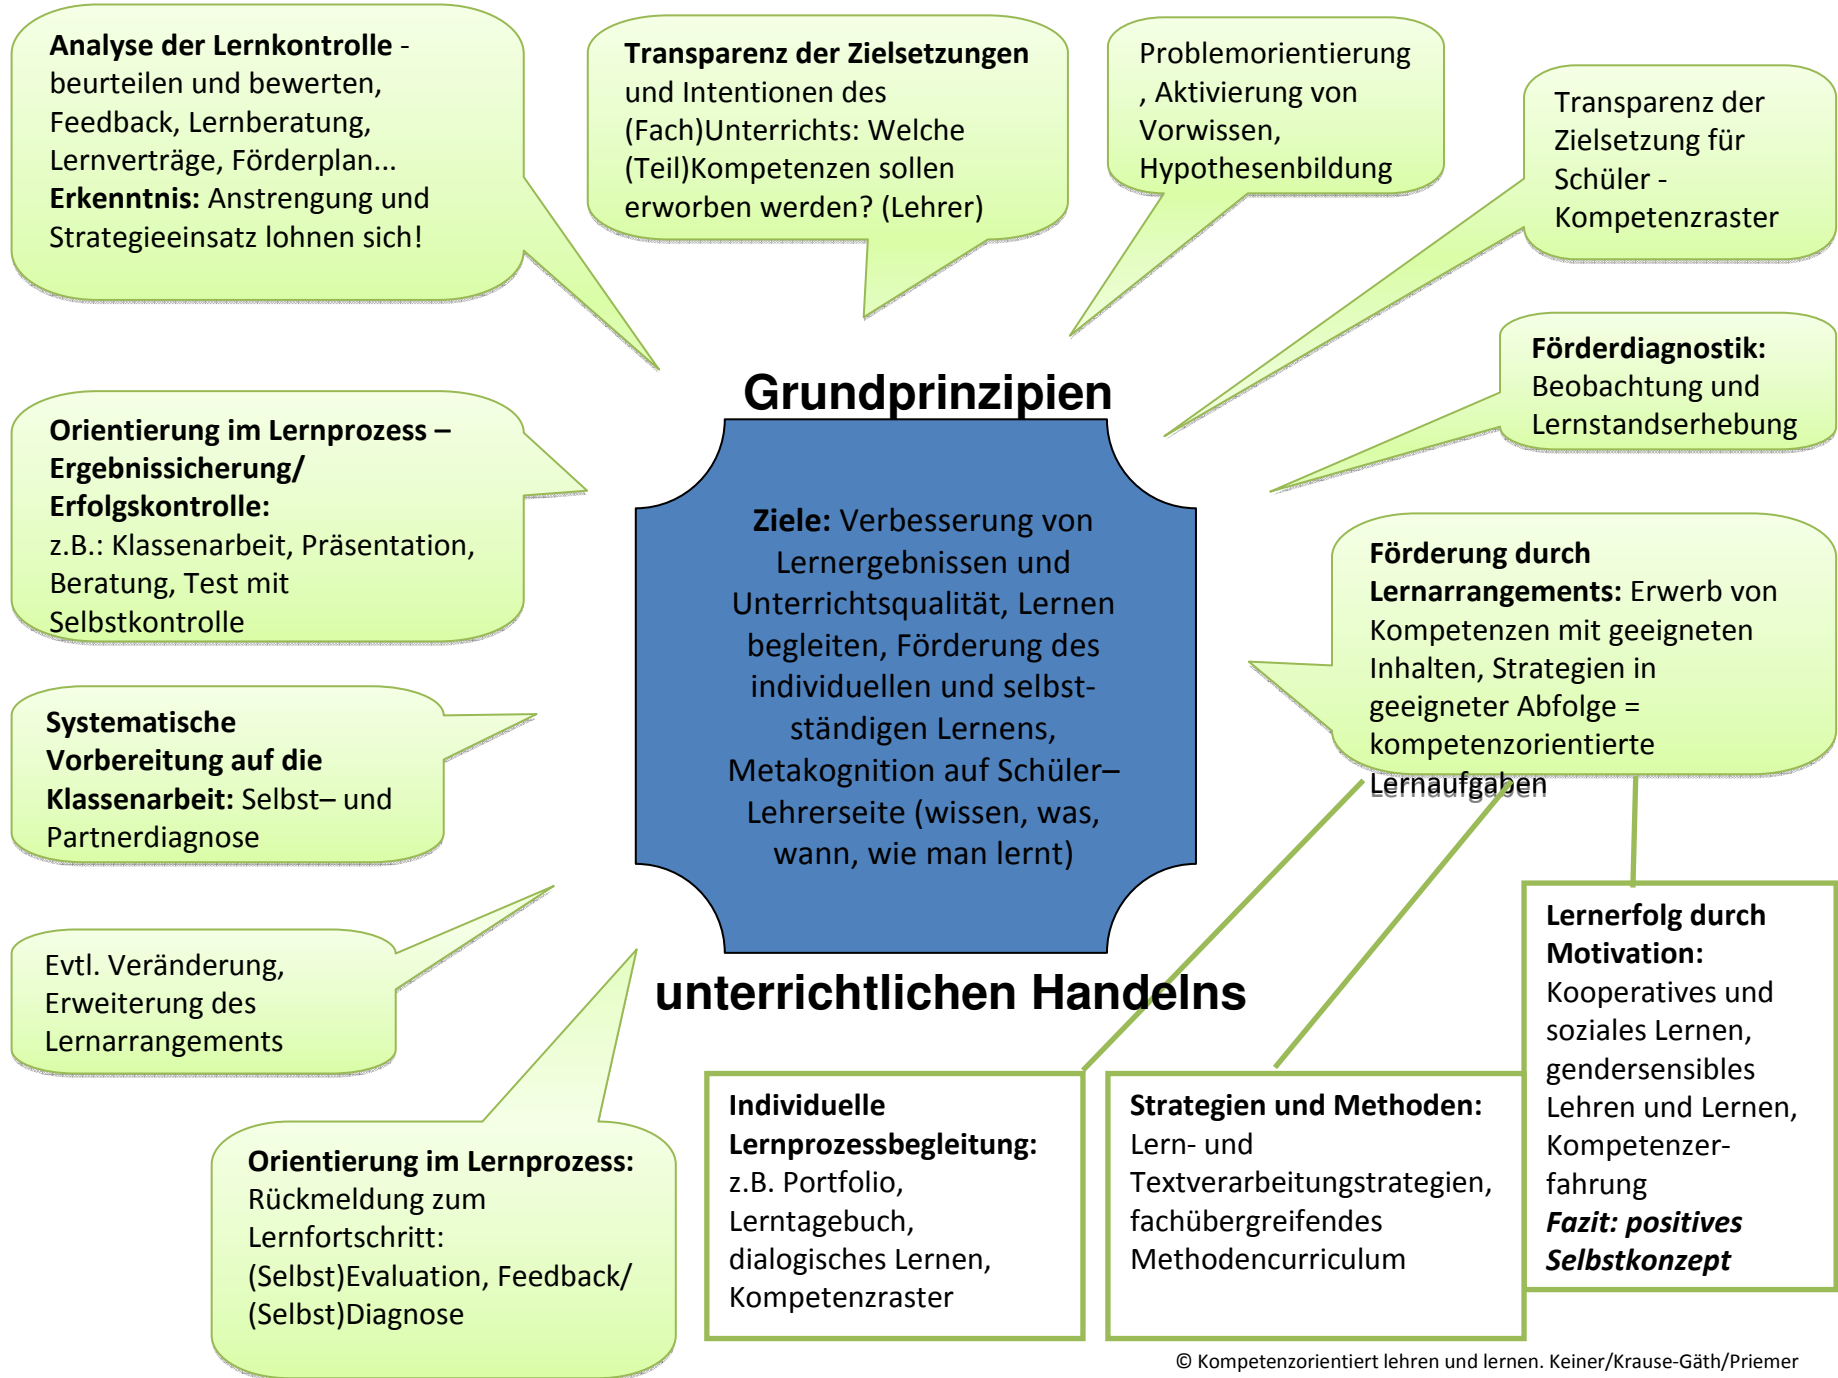 Analyse der Lernkontrolle -
beurteilen und bewerten,
Feedback, Lernberatung,
Lernverträge, Förderplan...
Erkenntnis: Anstrengung und
Strategieeinsatz lohnen sich!
Transparenz der Zielsetzungen
und Intentionen des
(Fach)Unterrichts: Welche
(Teil)Kompetenzen sollen
erworben werden? (Lehrer)
Problemorientierung
, Aktivierung von
Vorwissen,
Hypothesenbildung
Transparenz der
Zielsetzung für
Schüler -
Kompetenzraster
Förderdiagnostik:
Beobachtung und
Lernstandserhebung
Förderung durch
Lernarrangements: Erwerb von
Kompetenzen mit geeigneten
Inhalten, Strategien in
geeigneter Abfolge =
kompetenzorientierte
Lernaufgaben
Grundprinzipien
Ziele: Verbesserung von
Lernergebnissen und
Unterrichtsqualität, Lernen
begleiten, Förderung des
individuellen und selbst-
ständigen Lernens,
Metakognition auf Schüler–
Lehrerseite (wissen, was,
wann, wie man lernt)
unterrichtlichen Handelns
Orientierung im Lernprozess –
Ergebnissicherung/
Erfolgskontrolle:
z.B.: Klassenarbeit, Präsentation,
Beratung, Test mit
Selbstkontrolle
Systematische
Vorbereitung auf die
Klassenarbeit: Selbst– und
Partnerdiagnose
Evtl. Veränderung,
Erweiterung des
Lernarrangements
Orientierung im Lernprozess:
Rückmeldung zum
Lernfortschritt:
(Selbst)Evaluation, Feedback/
(Selbst)Diagnose
Individuelle
Lernprozessbegleitung:
z.B. Portfolio,
Lerntagebuch,
dialogisches Lernen,
Kompetenzraster
Strategien und Methoden:
Lern- und
Textverarbeitungstrategien,
fachübergreifendes
Methodencurriculum
Lernerfolg durch
Motivation:
Kooperatives und
soziales Lernen,
gendersensibles
Lehren und Lernen,
Kompetenzer-
fahrung
Fazit: positives
Selbstkonzept
© Kompetenzorientiert lehren und lernen. Keiner/Krause-Gäth/Priemer